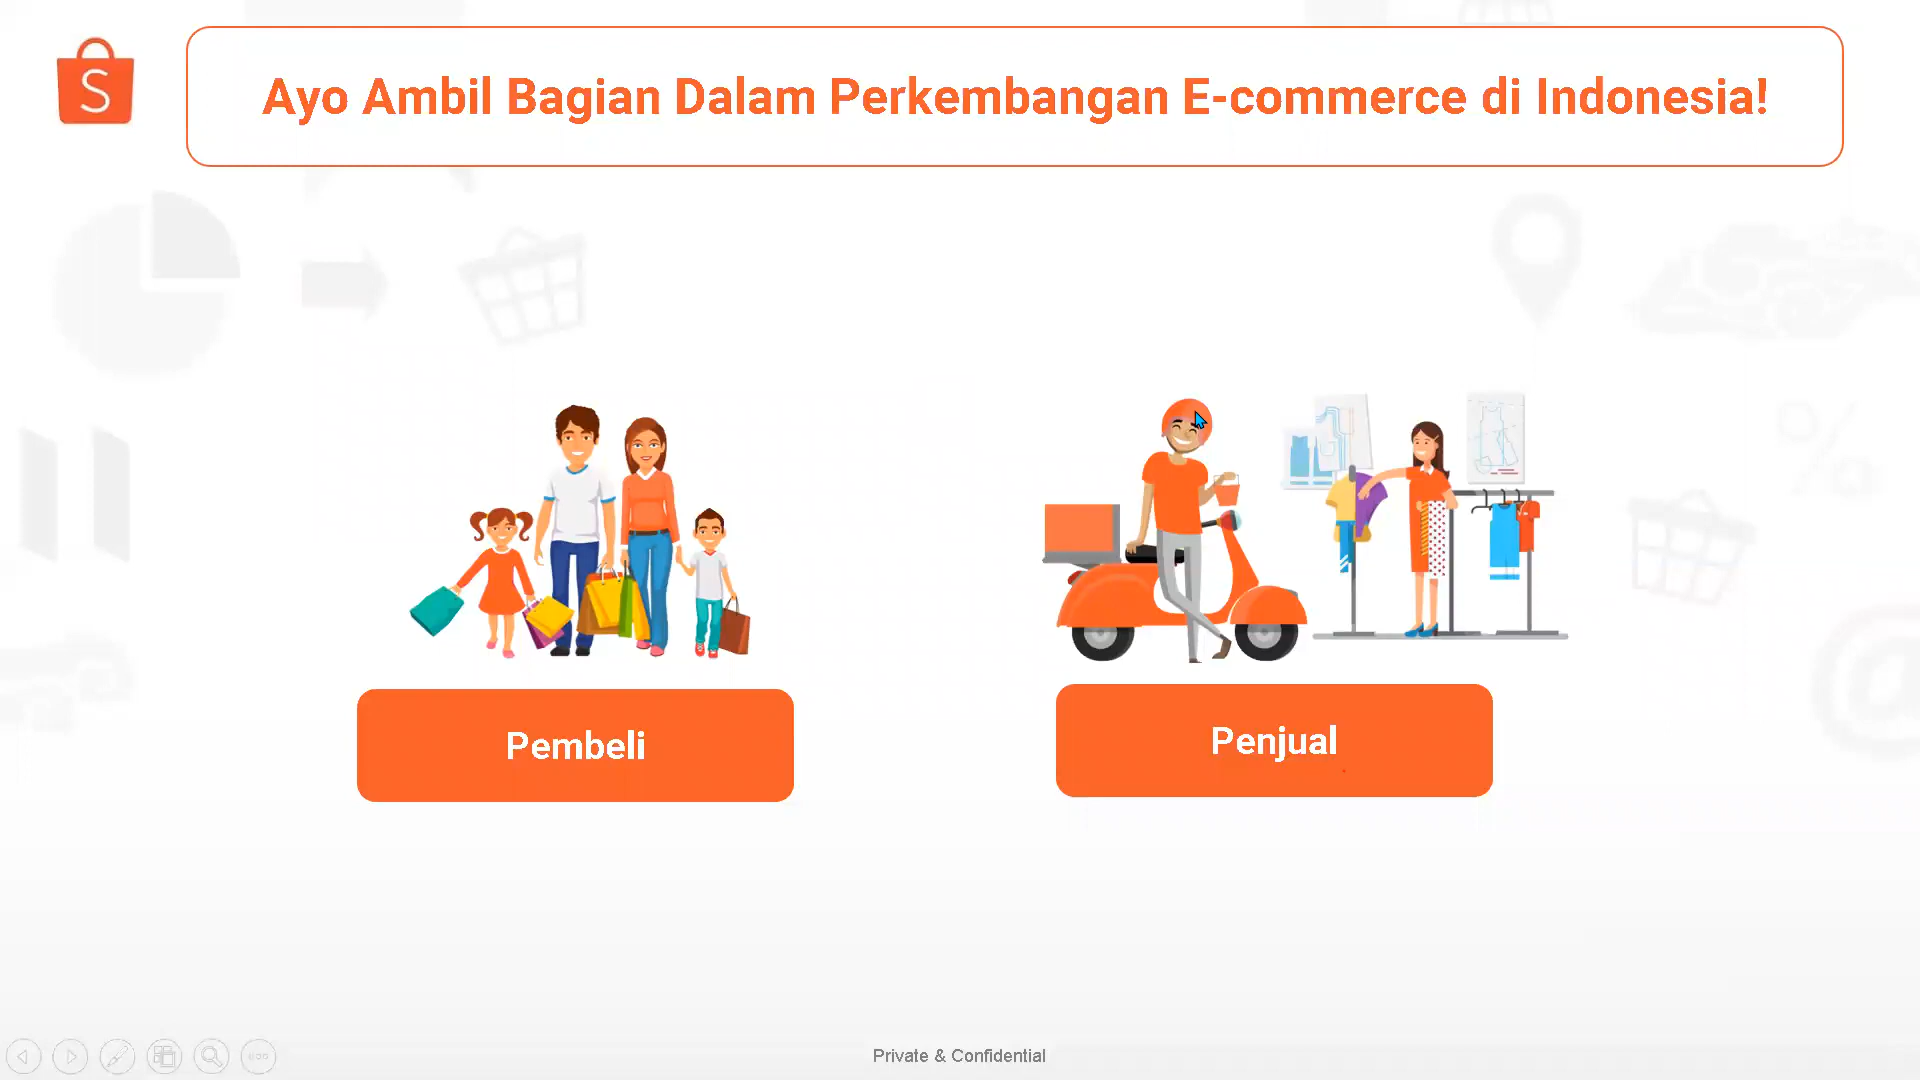 S
Ayo Ambil Bagian Dalam Perkembangan E-commerce di Indonesia!
Pembeli
Penjual
Private & Confidential